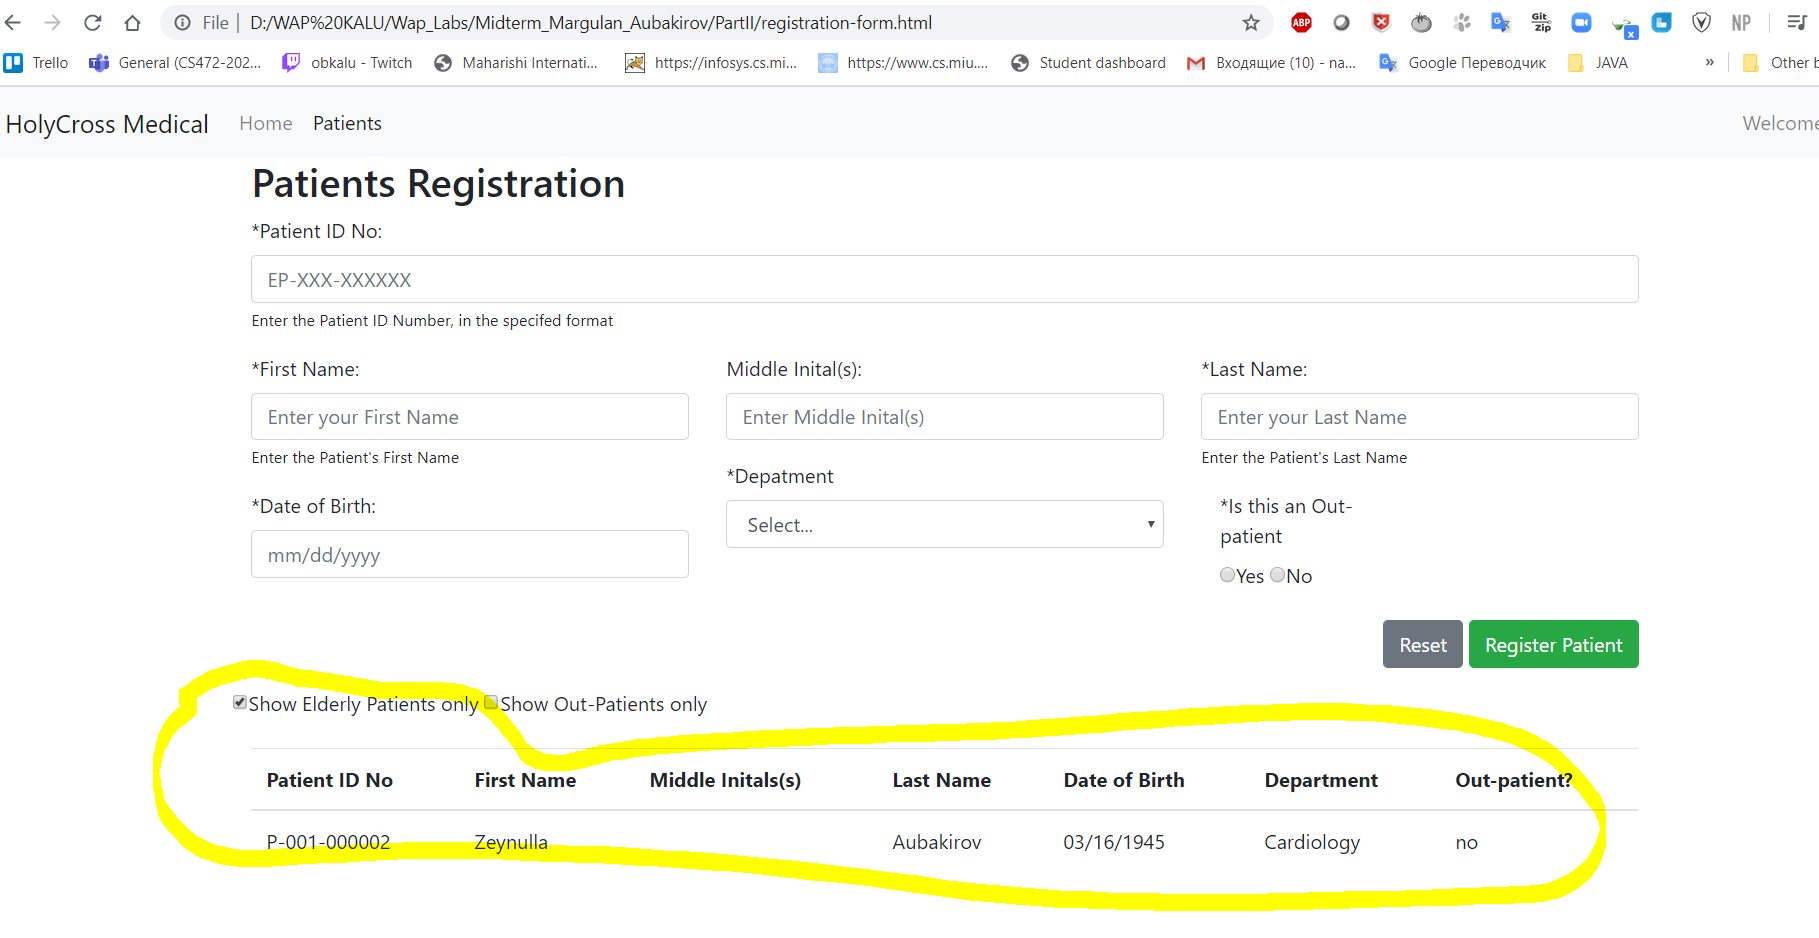 File | D:/WAP%20KALU/Wap_Labs/Midterm_Margulan_Aubakirov/PartII/registration-form.html ABP Git Zip x NP
Trello General (CS472-202... obkalu - Twitch Maharishi Internati... https://infosys.cs.mi... https://www.cs.miu.... Student dashboard Входящие (10) - na... Google Переводчик JAVA » Other b
HolyCross Medical Home Patients Welcome
Patients Registration
*Patient ID No:
EP-XXX-XXXXXX
Enter the Patient ID Number, in the specifed format
*First Name: Middle Inital(s): *Last Name:
Enter your First Name Enter Middle Inital(s) Enter your Last Name
Enter the Patient's First Name Enter the Patient's Last Name
*Depatment
*Date of Birth: *Is this an Out-
patient
Select...
mm/dd/yyyy
Yes No
Reset Register Patient
Show Elderly Patients only Show Out-Patients only
Patient ID No First Name Middle Initals(s) Last Name Date of Birth Department Out-patient?
P-001-000002 Zeynulla Aubakirov 03/16/1945 Cardiology no